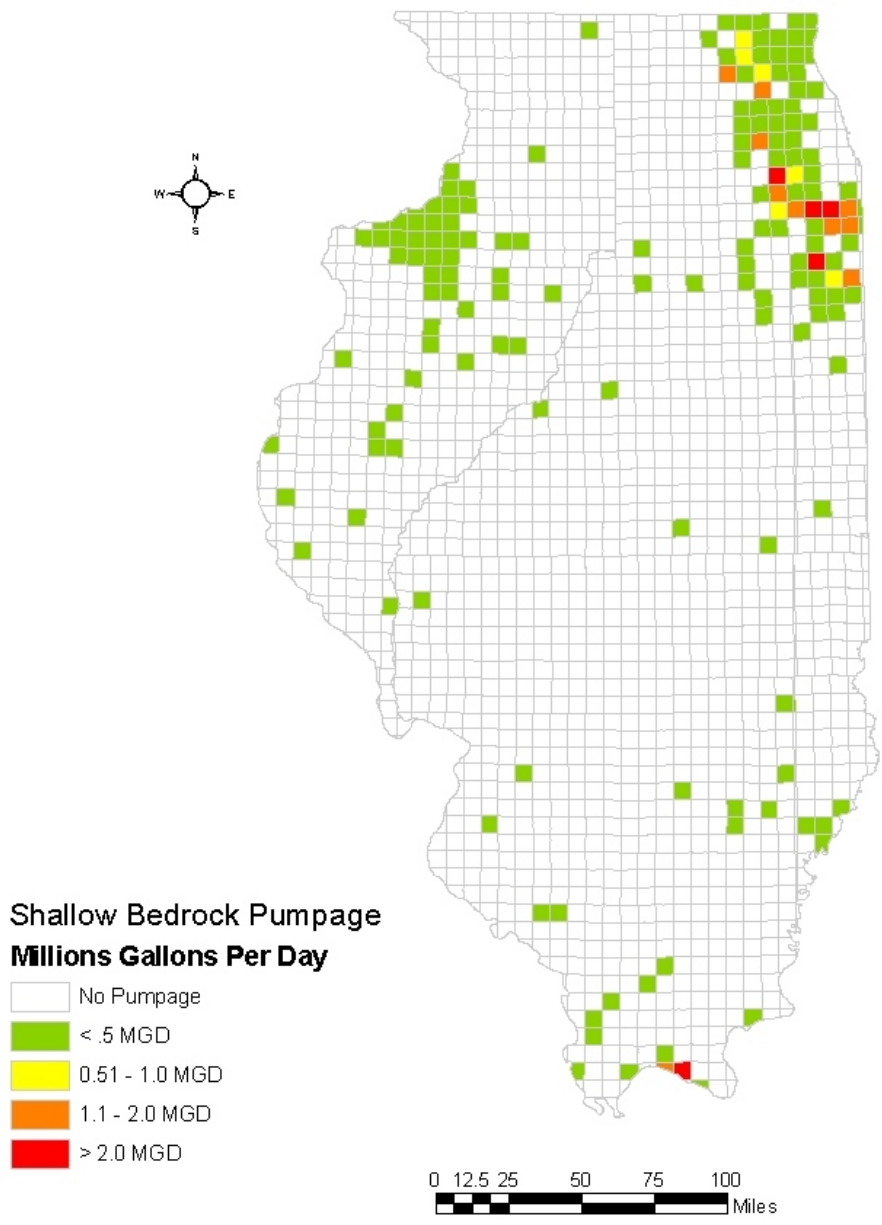 N
W E
S
Shallow Bedrock Pumpage
Millions Gallons Per Day
No Pumpage
< .5 MGD
0.51 - 1.0 MGD
1.1 - 2.0 MGD
> 2.0 MGD
0 12.5 25 50 75 100
Miles